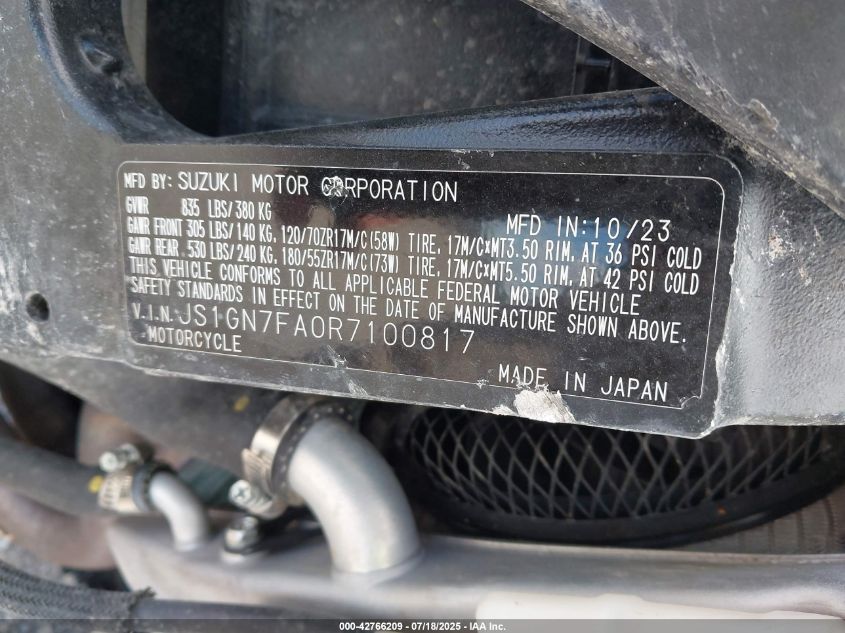 MFD BY: SUZUKI MOTOR CORPORATION
GVWR 835 LBS/380 KG MFD IN:10/23
GAWR FRONT 305 LBS/140 KG, 120/70ZR17M/C(58W) TIRE, 17M/C×MT3.50 RIM, AT 36 PSI COLD
GAWR REAR 530 LBS/240 KG, 180/55ZR17M/C(73W) TIRE, 17M/C×MT5.50 RIM, AT 42 PSI COLD
THIS VEHICLE CONFORMS TO ALL APPLICABLE FEDERAL MOTOR VEHICLE
SAFETY STANDARDS IN EFFECT ON THE DATE OF MANUFACTURE SHOWN ABOVE.
V.I.N. JS1GN7FA0R7100817
MOTORCYCLE
MADE IN JAPAN
000-42766209 - 07/18/2025 - IAA Inc.